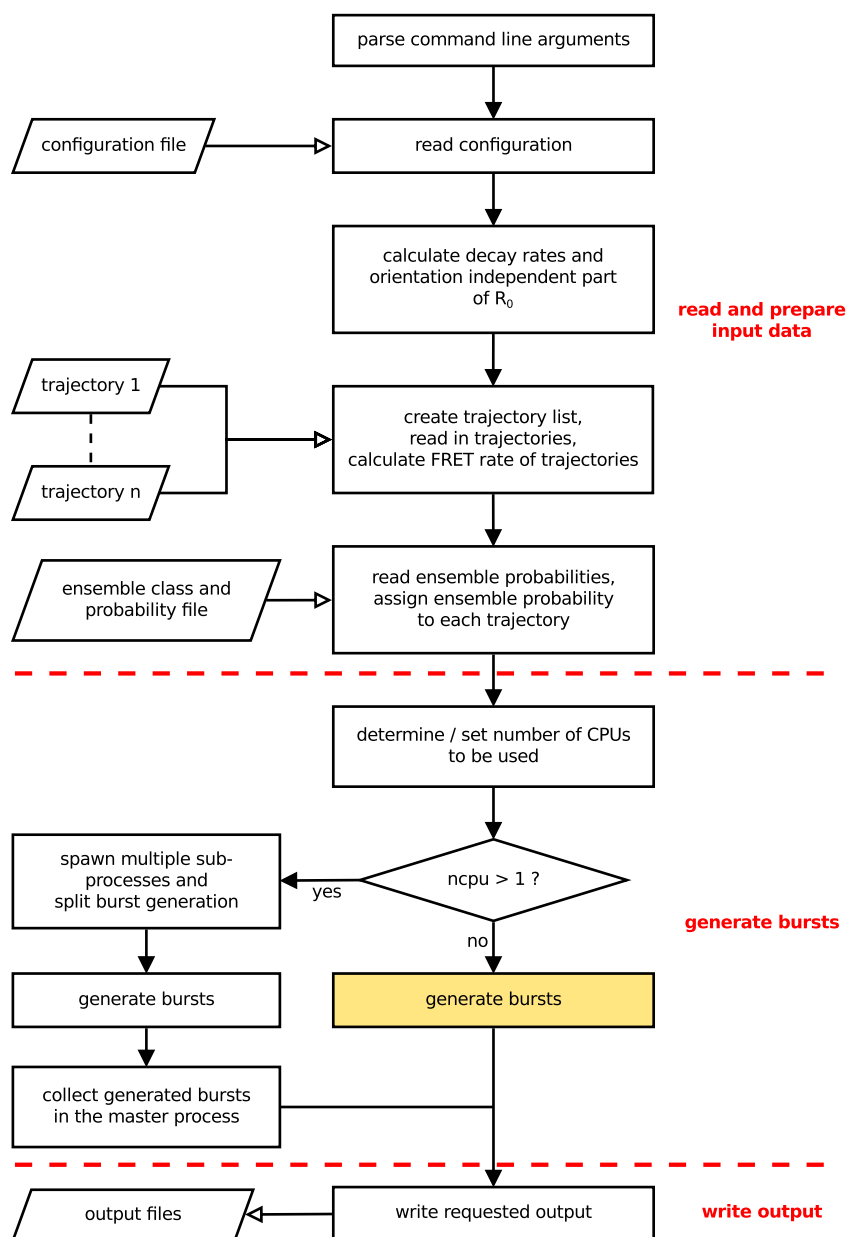 parse command line arguments
configuration file
read configuration
calculate decay rates and
orientation independent part
of R₀
read and prepare
input data
trajectory 1
trajectory n
create trajectory list,
read in trajectories,
calculate FRET rate of trajectories
ensemble class and
probability file
read ensemble probabilities,
assign ensemble probability
to each trajectory
determine / set number of CPUs
to be used
ncpu > 1 ?
yes
no
spawn multiple sub-
processes and
split burst generation
generate bursts
generate bursts
generate bursts
collect generated bursts
in the master process
output files
write requested output
write output